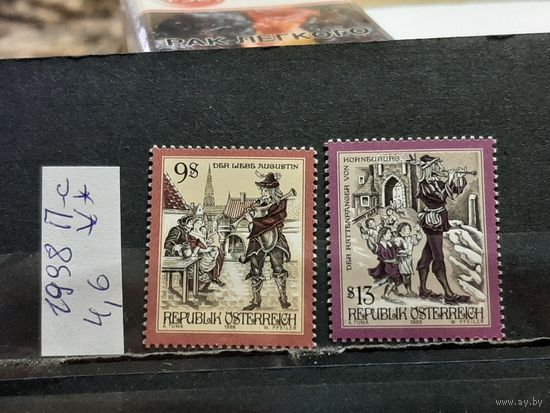 РАК ЛЕГКОГО
1998 П-с
**
4,6
9S
DER LIEBE AUGUSTIN
REPUBLIK ÖSTERREICH
A. TUMA 1998 W. PFEILER
DER RATTENFÄNGER VON KORNEUBURG
S13
REPUBLIK ÖSTERREICH
A. TUMA 1998 W. PFEILER
www.ay.by